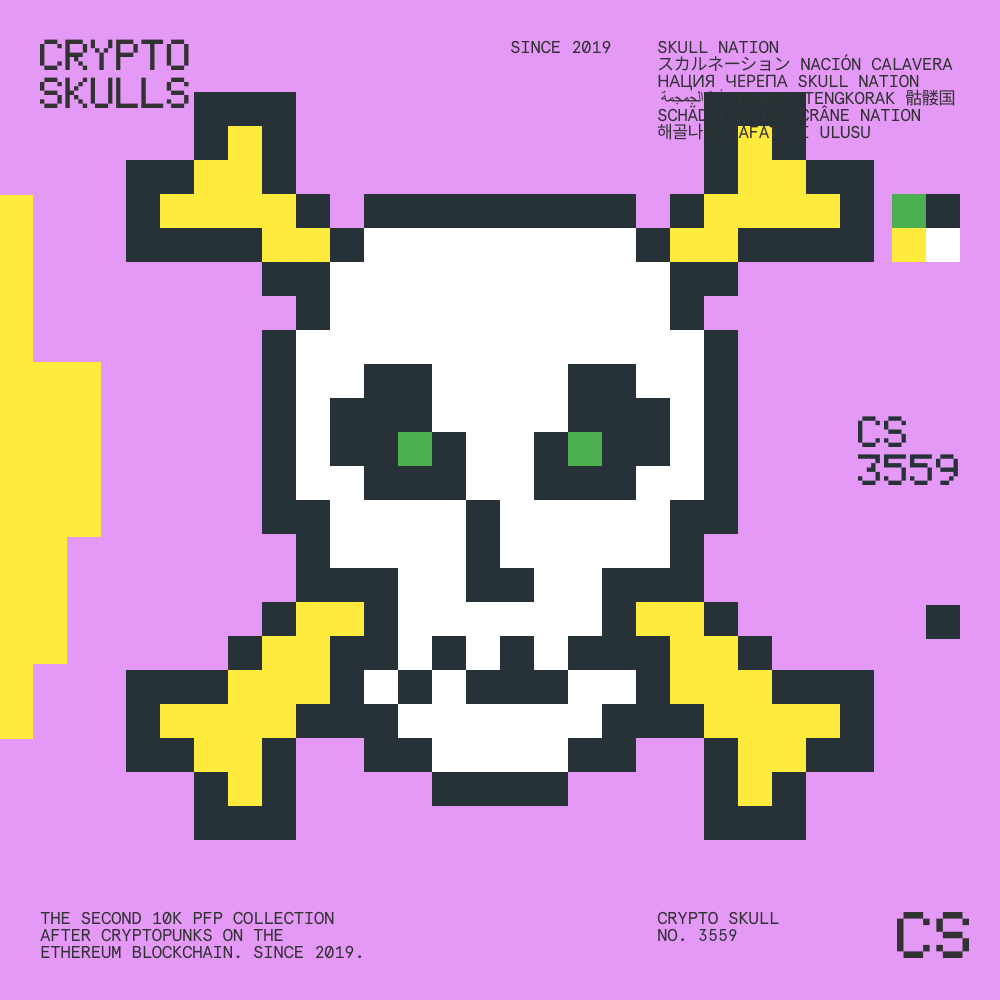 CRYPTO
SKULLS
SINCE 2019
SKULL NATION
スカルネーション NACIÓN CALAVERA
НАЦИЯ ЧЕРЕПА SKULL NATION
الجمجمة TENGKORAK 骷髅国
CRÂNE NATION
해골나 ULUSU
CS
3559
THE SECOND 10K PFP COLLECTION
AFTER CRYPTOPUNKS ON THE
ETHEREUM BLOCKCHAIN. SINCE 2019.
CRYPTO SKULL
NO. 3559
CS